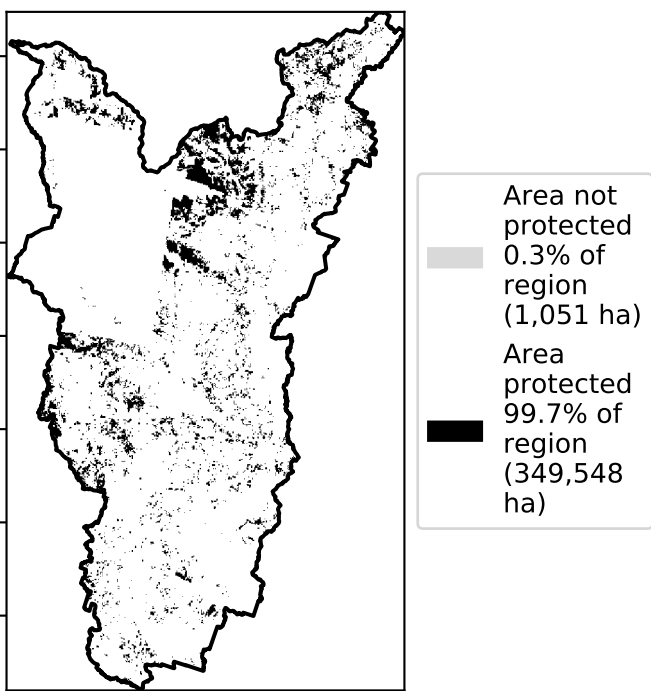 Area not
protected
0.3% of
region
(1,051 ha)
Area
protected
99.7% of
region
(349,548
ha)